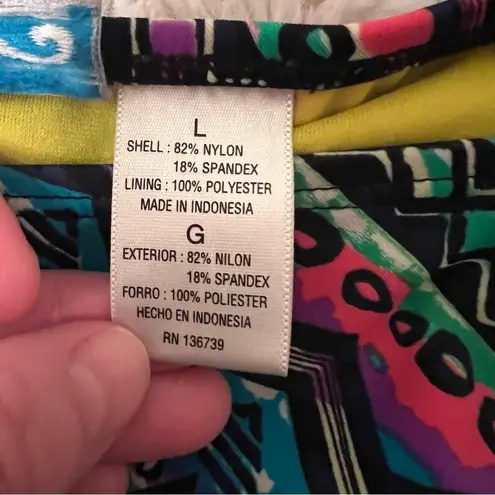 L
SHELL : 82% NYLON
18% SPANDEX
LINING : 100% POLYESTER
MADE IN INDONESIA
G
EXTERIOR : 82% NILON
18% SPANDEX
FORRO : 100% POLIESTER
HECHO EN INDONESIA
RN 136739